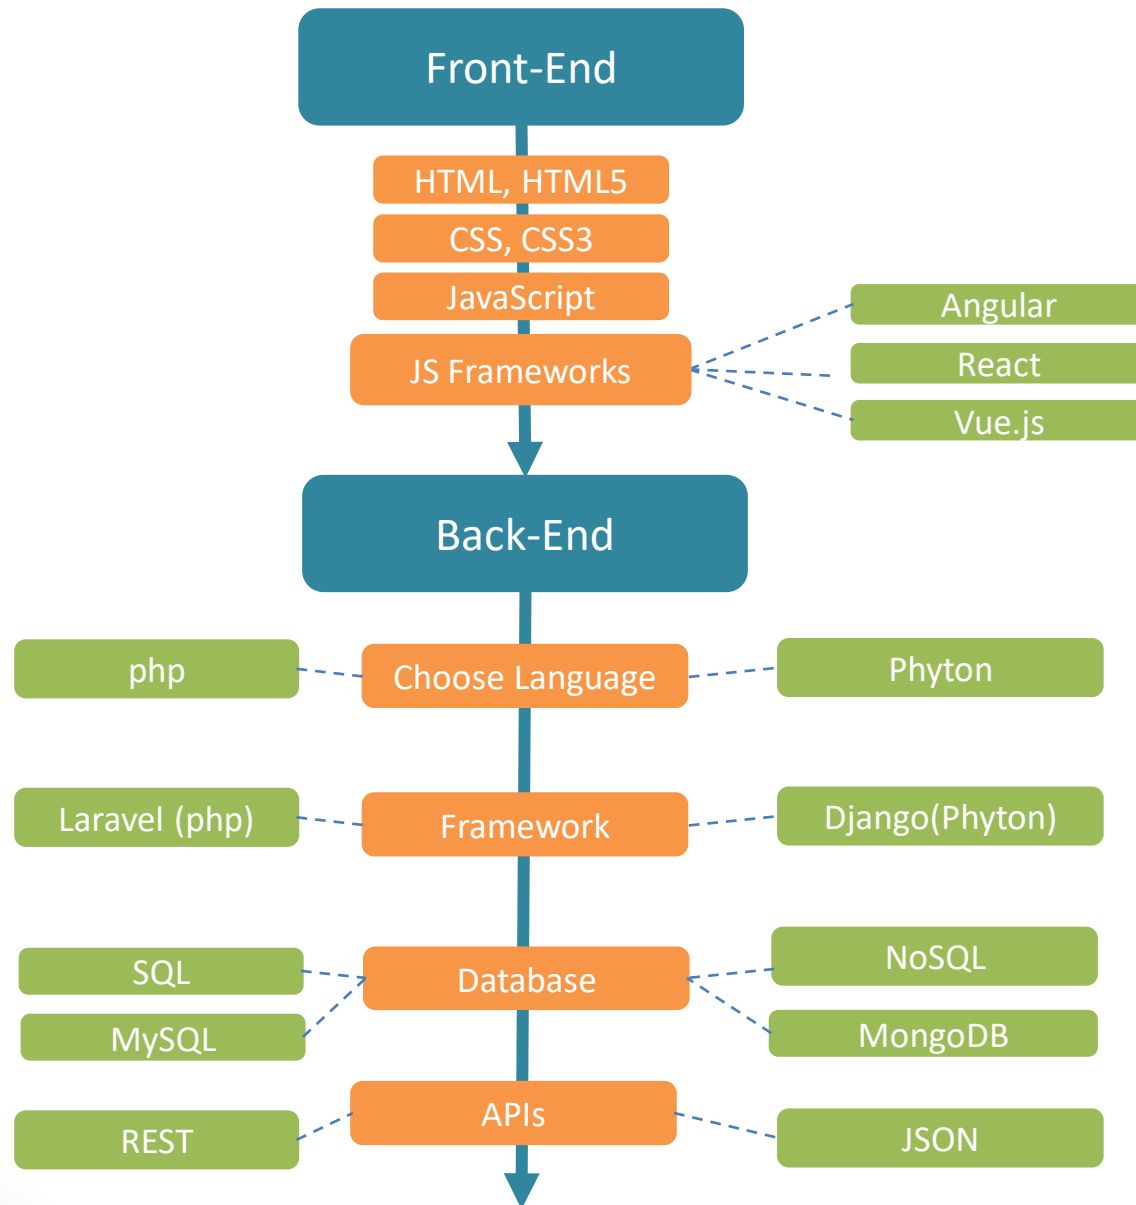 Front-End
HTML, HTML5
CSS, CSS3
JavaScript
JS Frameworks
Angular
React
Vue.js
Back-End
php
Choose Language
Phyton
Laravel (php)
Framework
Django(Phyton)
SQL
MySQL
Database
NoSQL
MongoDB
REST
APIs
JSON